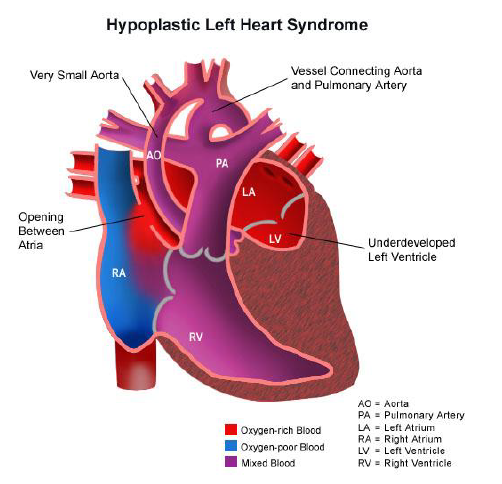 Hypoplastic Left Heart Syndrome
Very Small Aorta
Vessel Connecting Aorta
and Pulmonary Artery
AO
PA
LA
LV
Opening
Between
Atria
Underdeveloped
Left Ventricle
RA
RV
Oxygen-rich Blood
Oxygen-poor Blood
Mixed Blood
AO = Aorta
PA = Pulmonary Artery
LA = Left Atrium
RA = Right Atrium
LV = Left Ventricle
RV = Right Ventricle